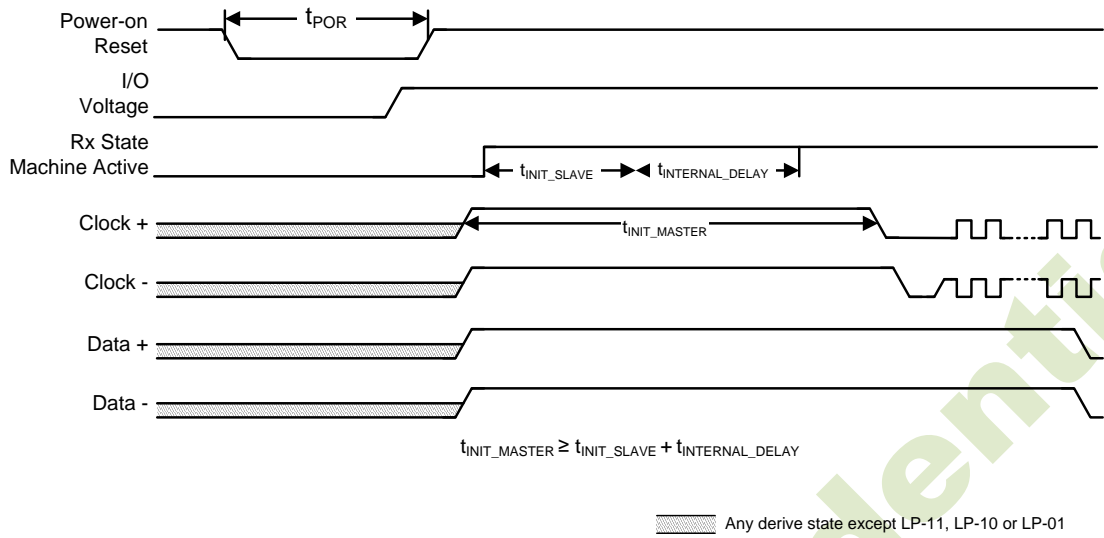 Power-on
Reset
tPOR
I/O
Voltage
Rx State
Machine Active
tINIT_SLAVE
tINTERNAL_DELAY
Clock +
tINIT_MASTER
Clock -
Data +
Data -
tINIT_MASTER ≥ tINIT_SLAVE + tINTERNAL_DELAY
Any derive state except LP-11, LP-10 or LP-01
denti